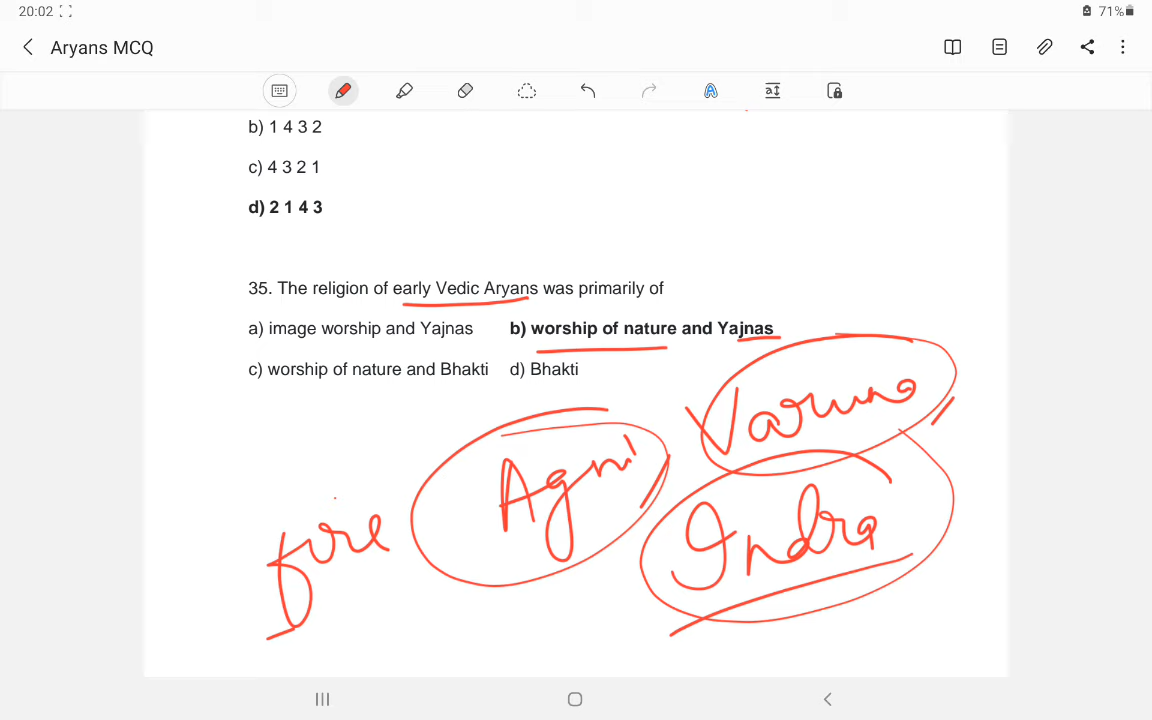 20:02 71%
Aryans MCQ
b) 1 4 3 2
c) 4 3 2 1
d) 2 1 4 3
35. The religion of early Vedic Aryans was primarily of
a) image worship and Yajnas b) worship of nature and Yajnas
c) worship of nature and Bhakti d) Bhakti
Varuna
Agni
fire
Indra